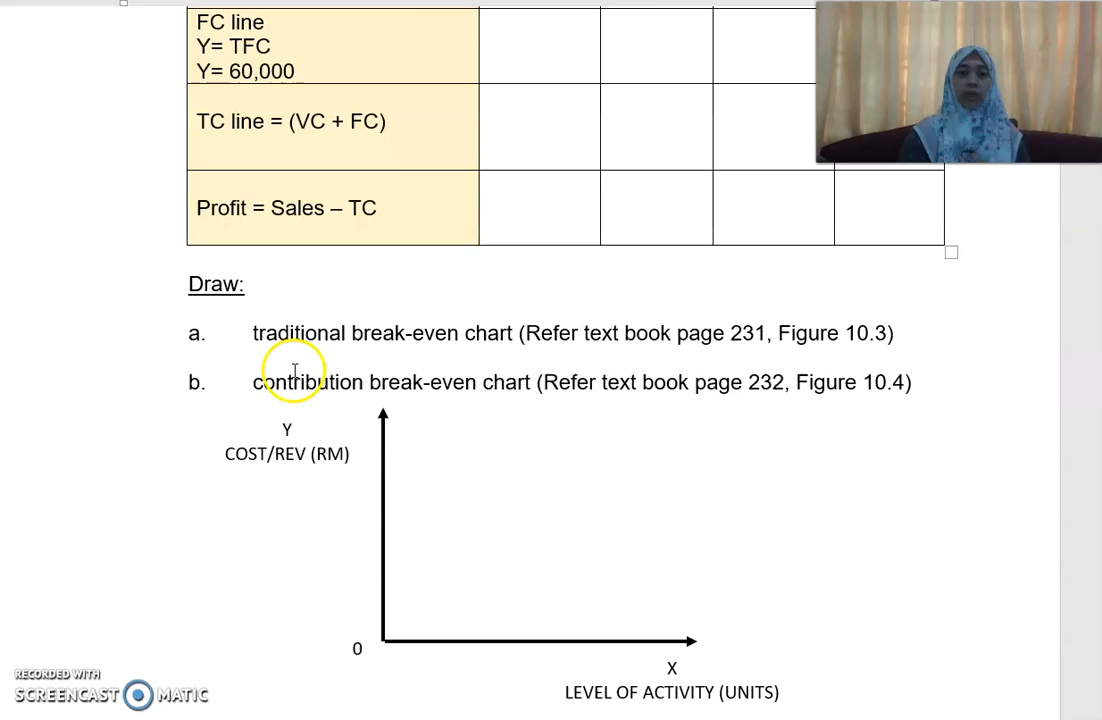 FC line
Y= TFC
Y= 60,000
TC line = (VC + FC)
Profit = Sales – TC
Draw:
a. traditional break-even chart (Refer text book page 231, Figure 10.3)
b. contribution break-even chart (Refer text book page 232, Figure 10.4)
Y
COST/REV (RM)
0
X
LEVEL OF ACTIVITY (UNITS)
RECORDED WITH
SCREENCAST MATIC